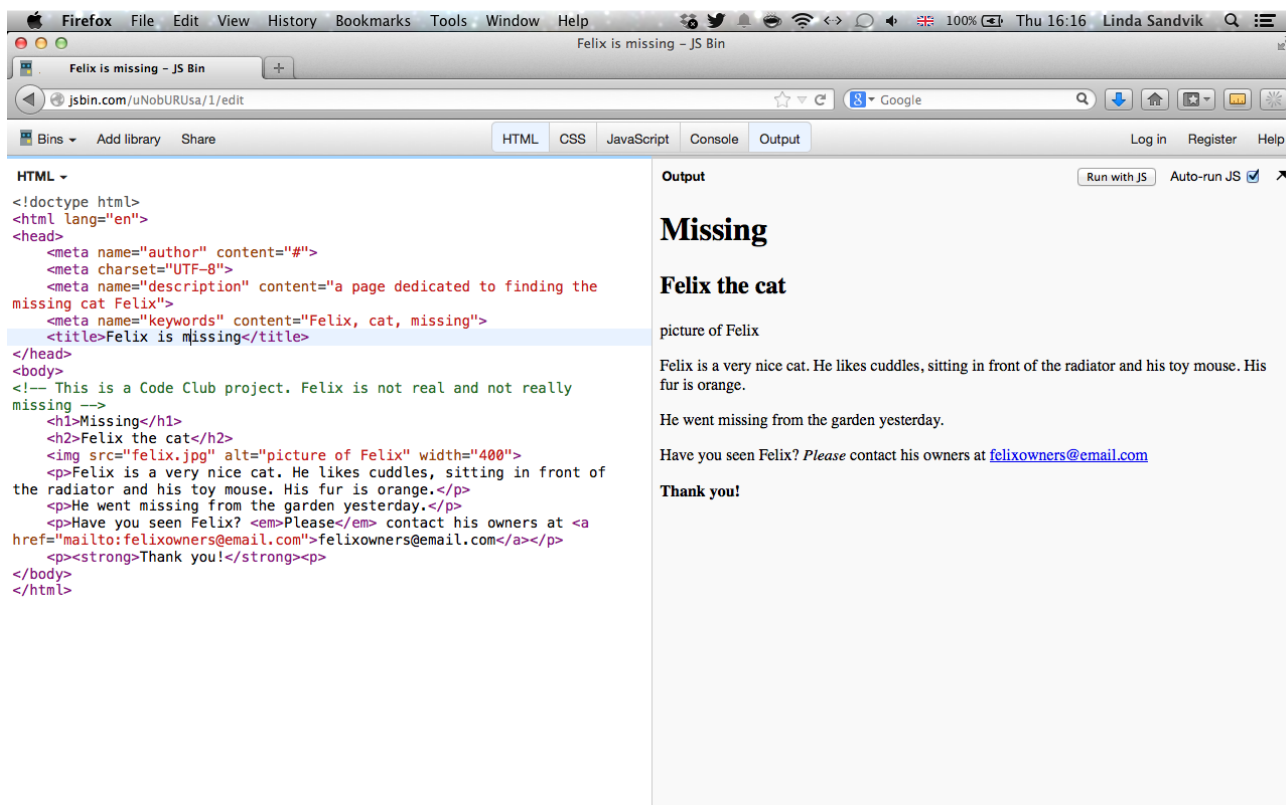 Firefox File Edit View History Bookmarks Tools Window Help 100% Thu 16:16 Linda Sandvik
Felix is missing – JS Bin
Felix is missing – JS Bin +
jsbin.com/uNobURUsa/1/edit 8 Google
Bins Add library Share HTML CSS JavaScript Console Output Log in Register Help
HTML
<!doctype html>
<html lang="en">
<head>
    <meta name="author" content="#">
    <meta charset="UTF-8">
    <meta name="description" content="a page dedicated to finding the
missing cat Felix">
    <meta name="keywords" content="Felix, cat, missing">
    <title>Felix is missing</title>
</head>
<body>
<!-- This is a Code Club project. Felix is not real and not really
missing -->
    <h1>Missing</h1>
    <h2>Felix the cat</h2>
    <img src="felix.jpg" alt="picture of Felix" width="400">
    <p>Felix is a very nice cat. He likes cuddles, sitting in front of
the radiator and his toy mouse. His fur is orange.</p>
    <p>He went missing from the garden yesterday.</p>
    <p>Have you seen Felix? <em>Please</em> contact his owners at <a
href="mailto:felixowners@email.com">felixowners@email.com</a></p>
    <p><strong>Thank you!</strong><p>
</body>
</html>
Output Run with JS Auto-run JS
Missing
Felix the cat
picture of Felix
Felix is a very nice cat. He likes cuddles, sitting in front of the radiator and his toy mouse. His
fur is orange.
He went missing from the garden yesterday.
Have you seen Felix? Please contact his owners at felixowners@email.com
Thank you!